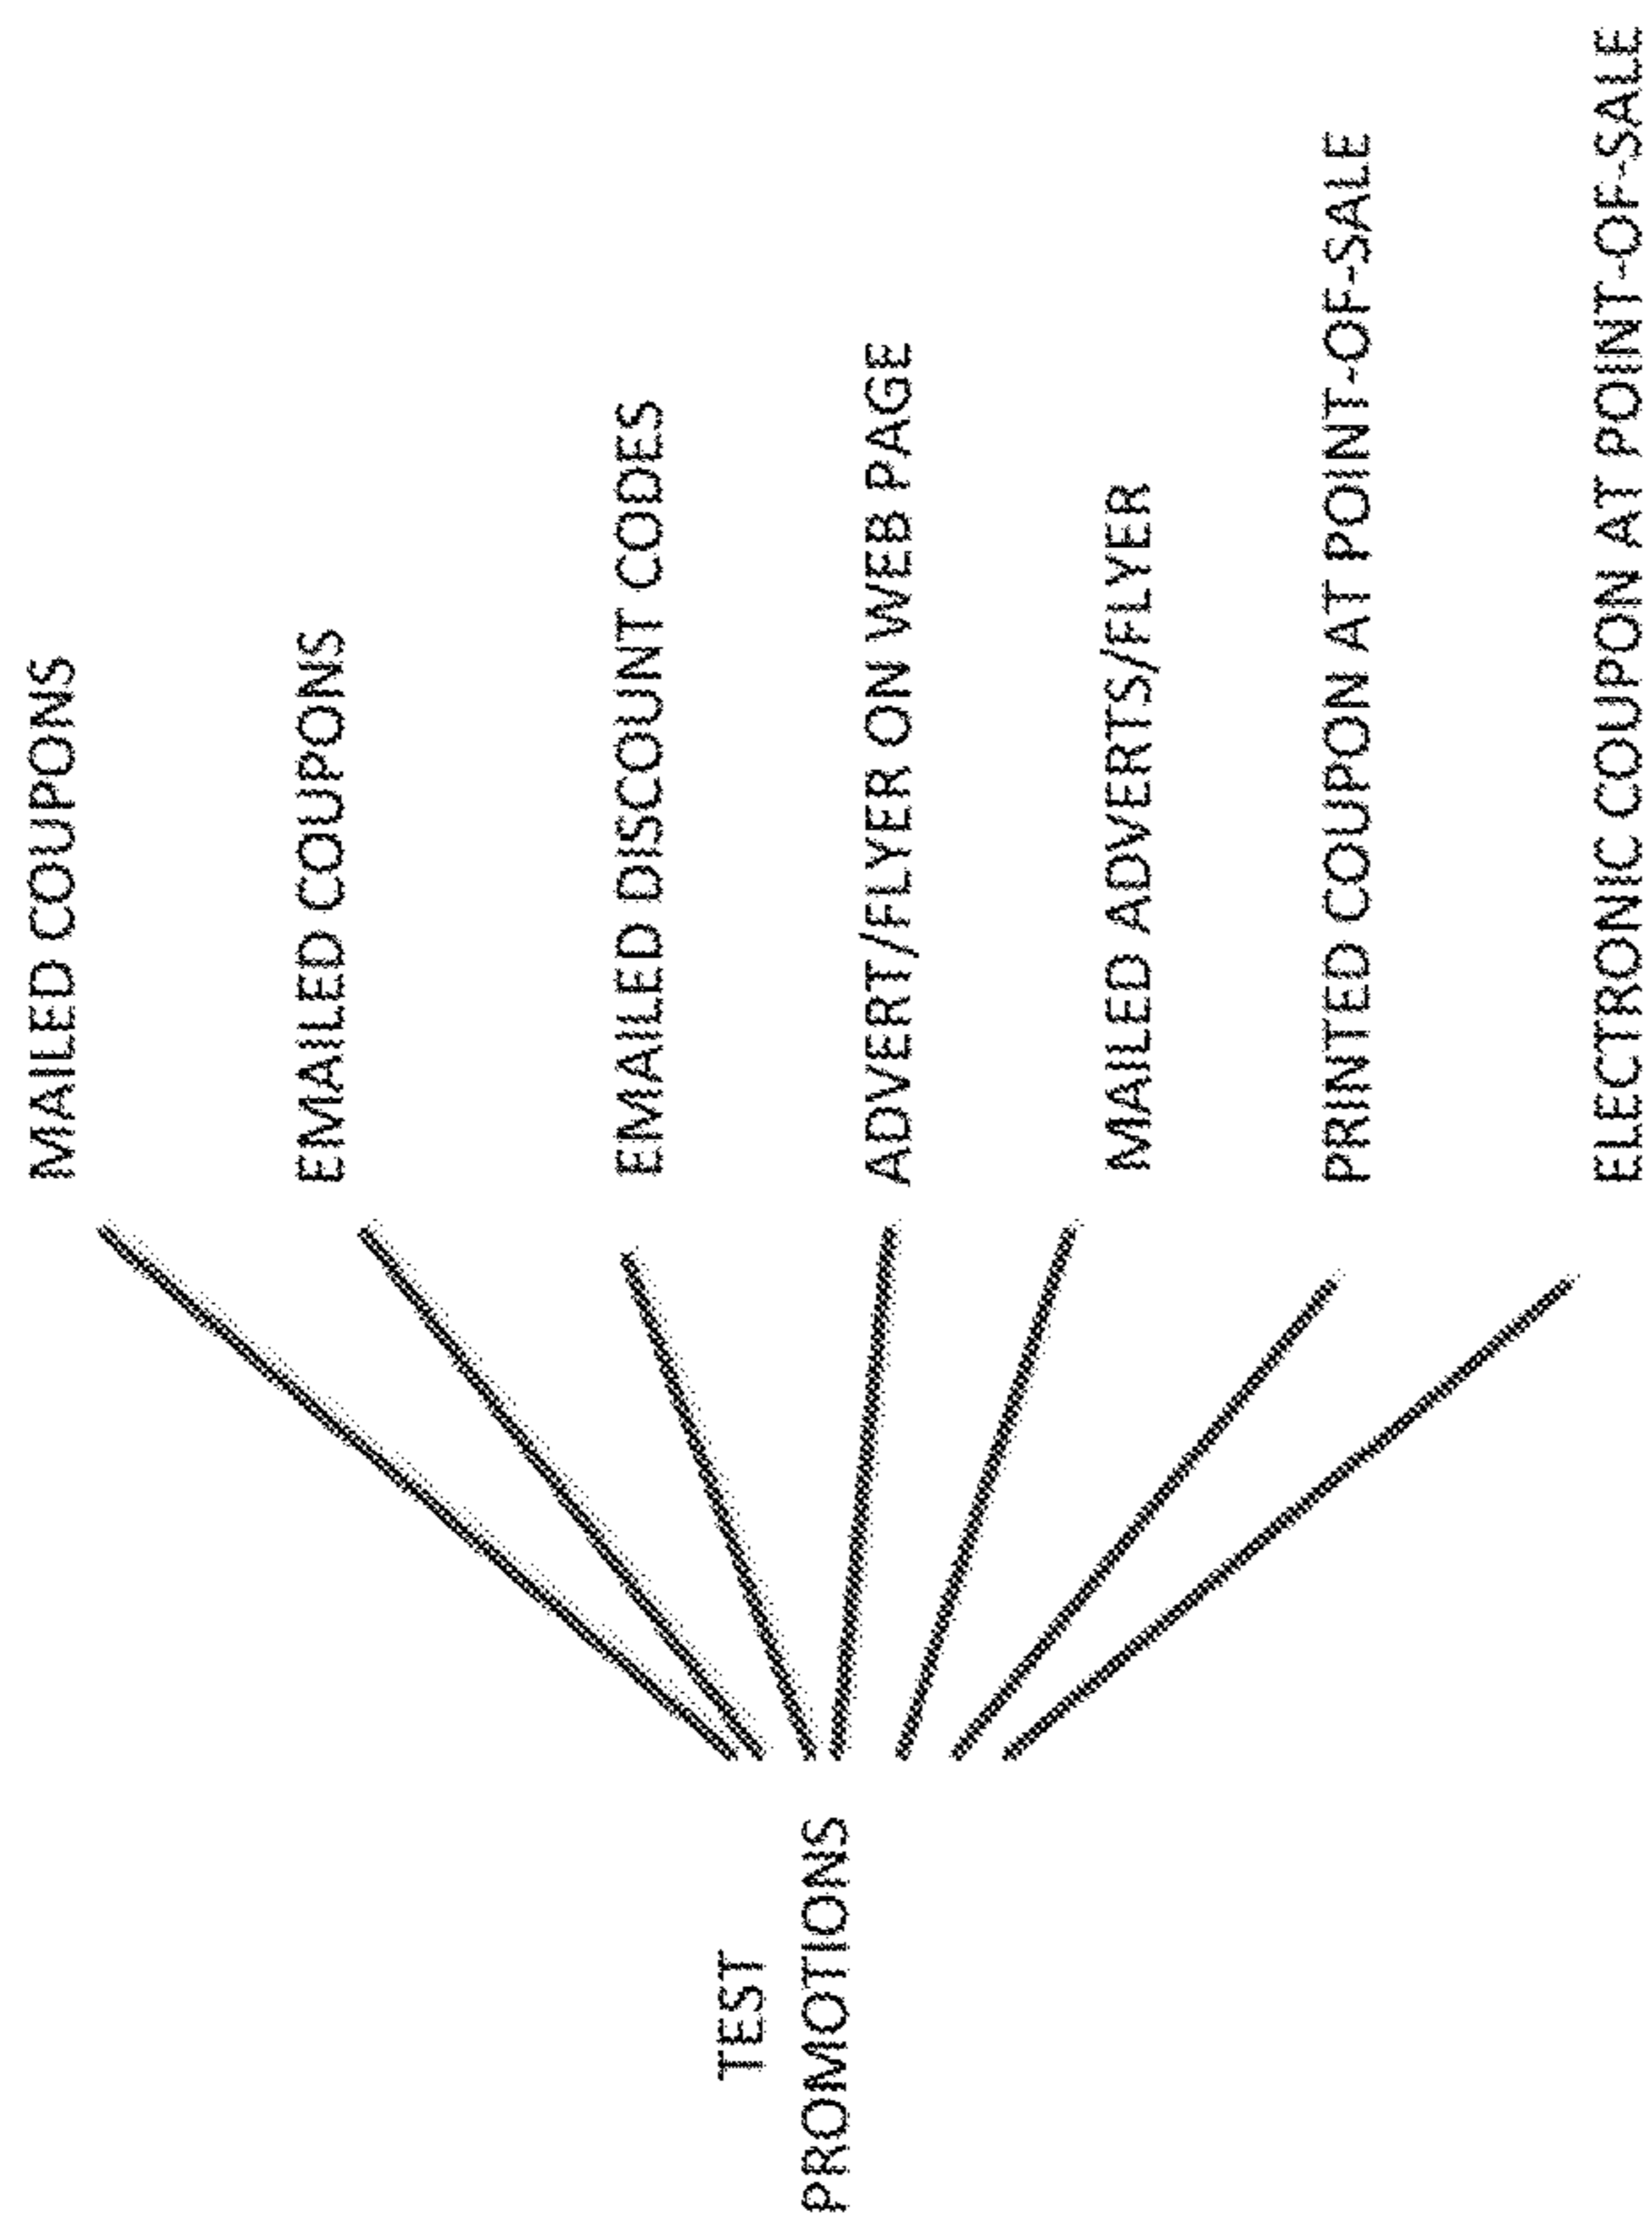 TEST
PROMOTIONS
MAILED COUPONS
EMAILED COUPONS
EMAILED DISCOUNT CODES
ADVERT/FLYER ON WEB PAGE
MAILED ADVERTS/FLYER
PRINTED COUPON AT POINT-OF-SALE
ELECTRONIC COUPON AT POINT-OF-SALE